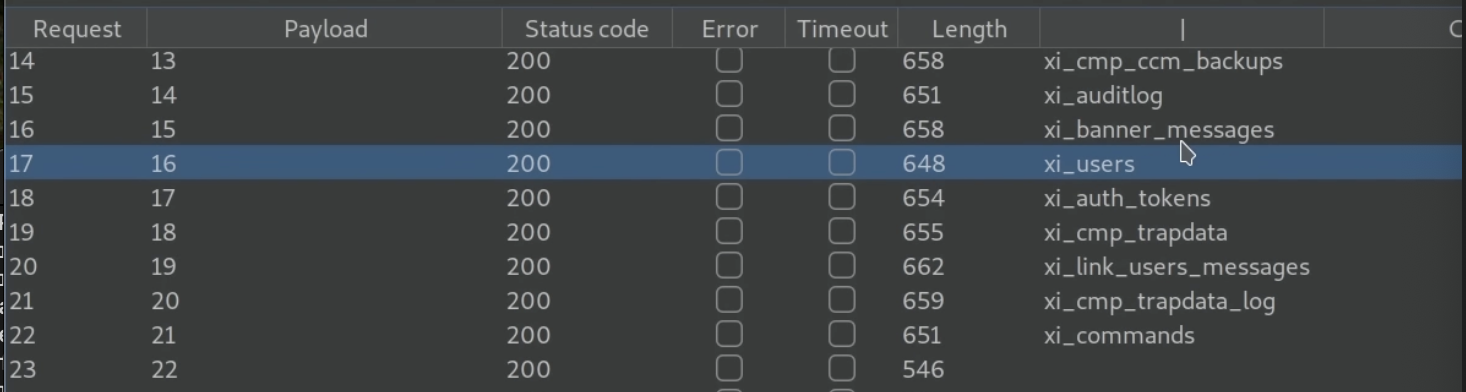 Request Payload Status code Error Timeout Length | C
14 13 200 658 xi_cmp_ccm_backups
15 14 200 651 xi_auditlog
16 15 200 658 xi_banner_messages
17 16 200 648 xi_users
18 17 200 654 xi_auth_tokens
19 18 200 655 xi_cmp_trapdata
20 19 200 662 xi_link_users_messages
21 20 200 659 xi_cmp_trapdata_log
22 21 200 651 xi_commands
23 22 200 546